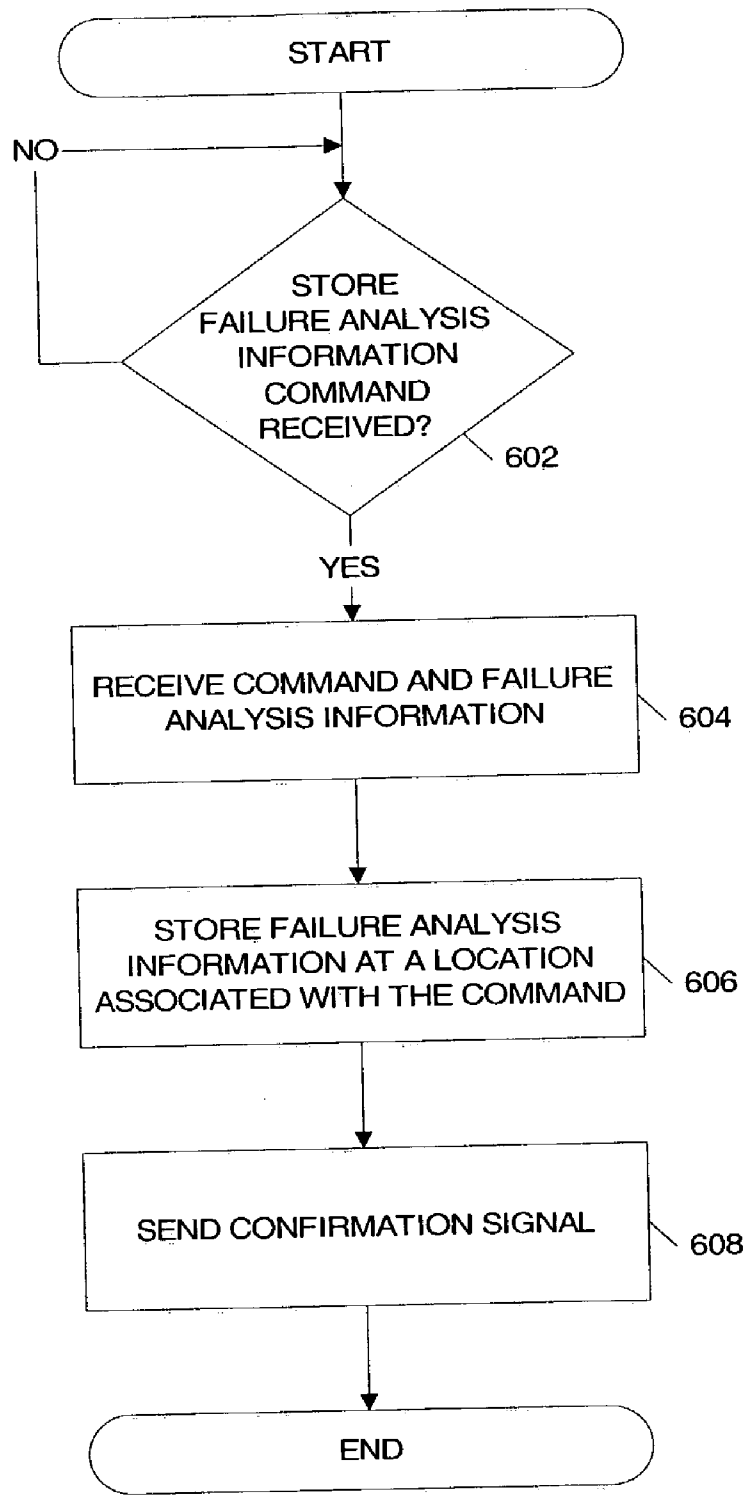 START
NO
STORE
FAILURE ANALYSIS
INFORMATION
COMMAND
RECEIVED?
602
YES
RECEIVE COMMAND AND FAILURE
ANALYSIS INFORMATION
604
STORE FAILURE ANALYSIS
INFORMATION AT A LOCATION
ASSOCIATED WITH THE COMMAND
606
SEND CONFIRMATION SIGNAL
608
END